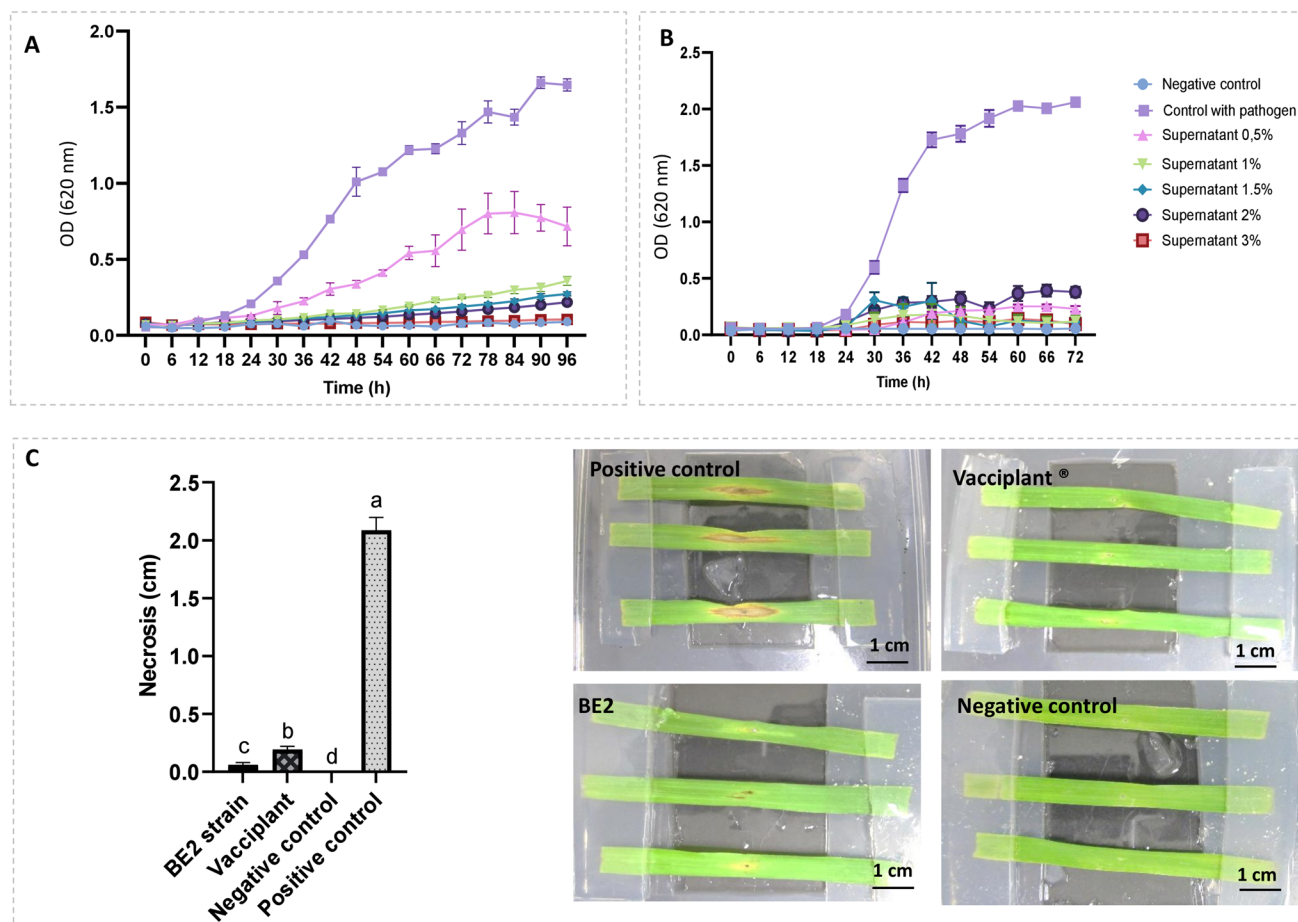 A
2.0
1.5
1.0
0.5
0.0
OD (620 nm)
0 6 12 18 24 30 36 42 48 54 60 66 72 78 84 90 96
Time (h)
B
2.5
2.0
1.5
1.0
0.5
0.0
OD (620 nm)
0 6 12 18 24 30 36 42 48 54 60 66 72
Time (h)
Negative control
Control with pathogen
Supernatant 0,5%
Supernatant 1%
Supernatant 1.5%
Supernatant 2%
Supernatant 3%
C
2.5
2.0
1.5
1.0
0.5
0.0
Necrosis (cm)
c
b
d
a
BE2 strain
Vacciplant
Negative control
Positive control
Positive control
1 cm
Vacciplant ®
1 cm
BE2
1 cm
Negative control
1 cm